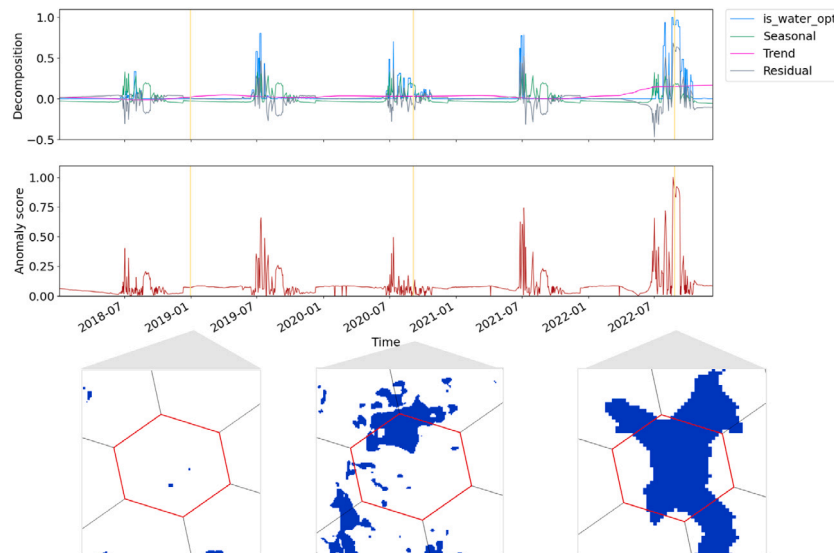 is_water_opt
Seasonal
Trend
Residual
Decomposition
1.0
0.5
0.0
−0.5
Anomaly score
1.00
0.75
0.50
0.25
0.00
2018-07 2019-01 2019-07 2020-01 2020-07 2021-01 2021-07 2022-01 2022-07
Time